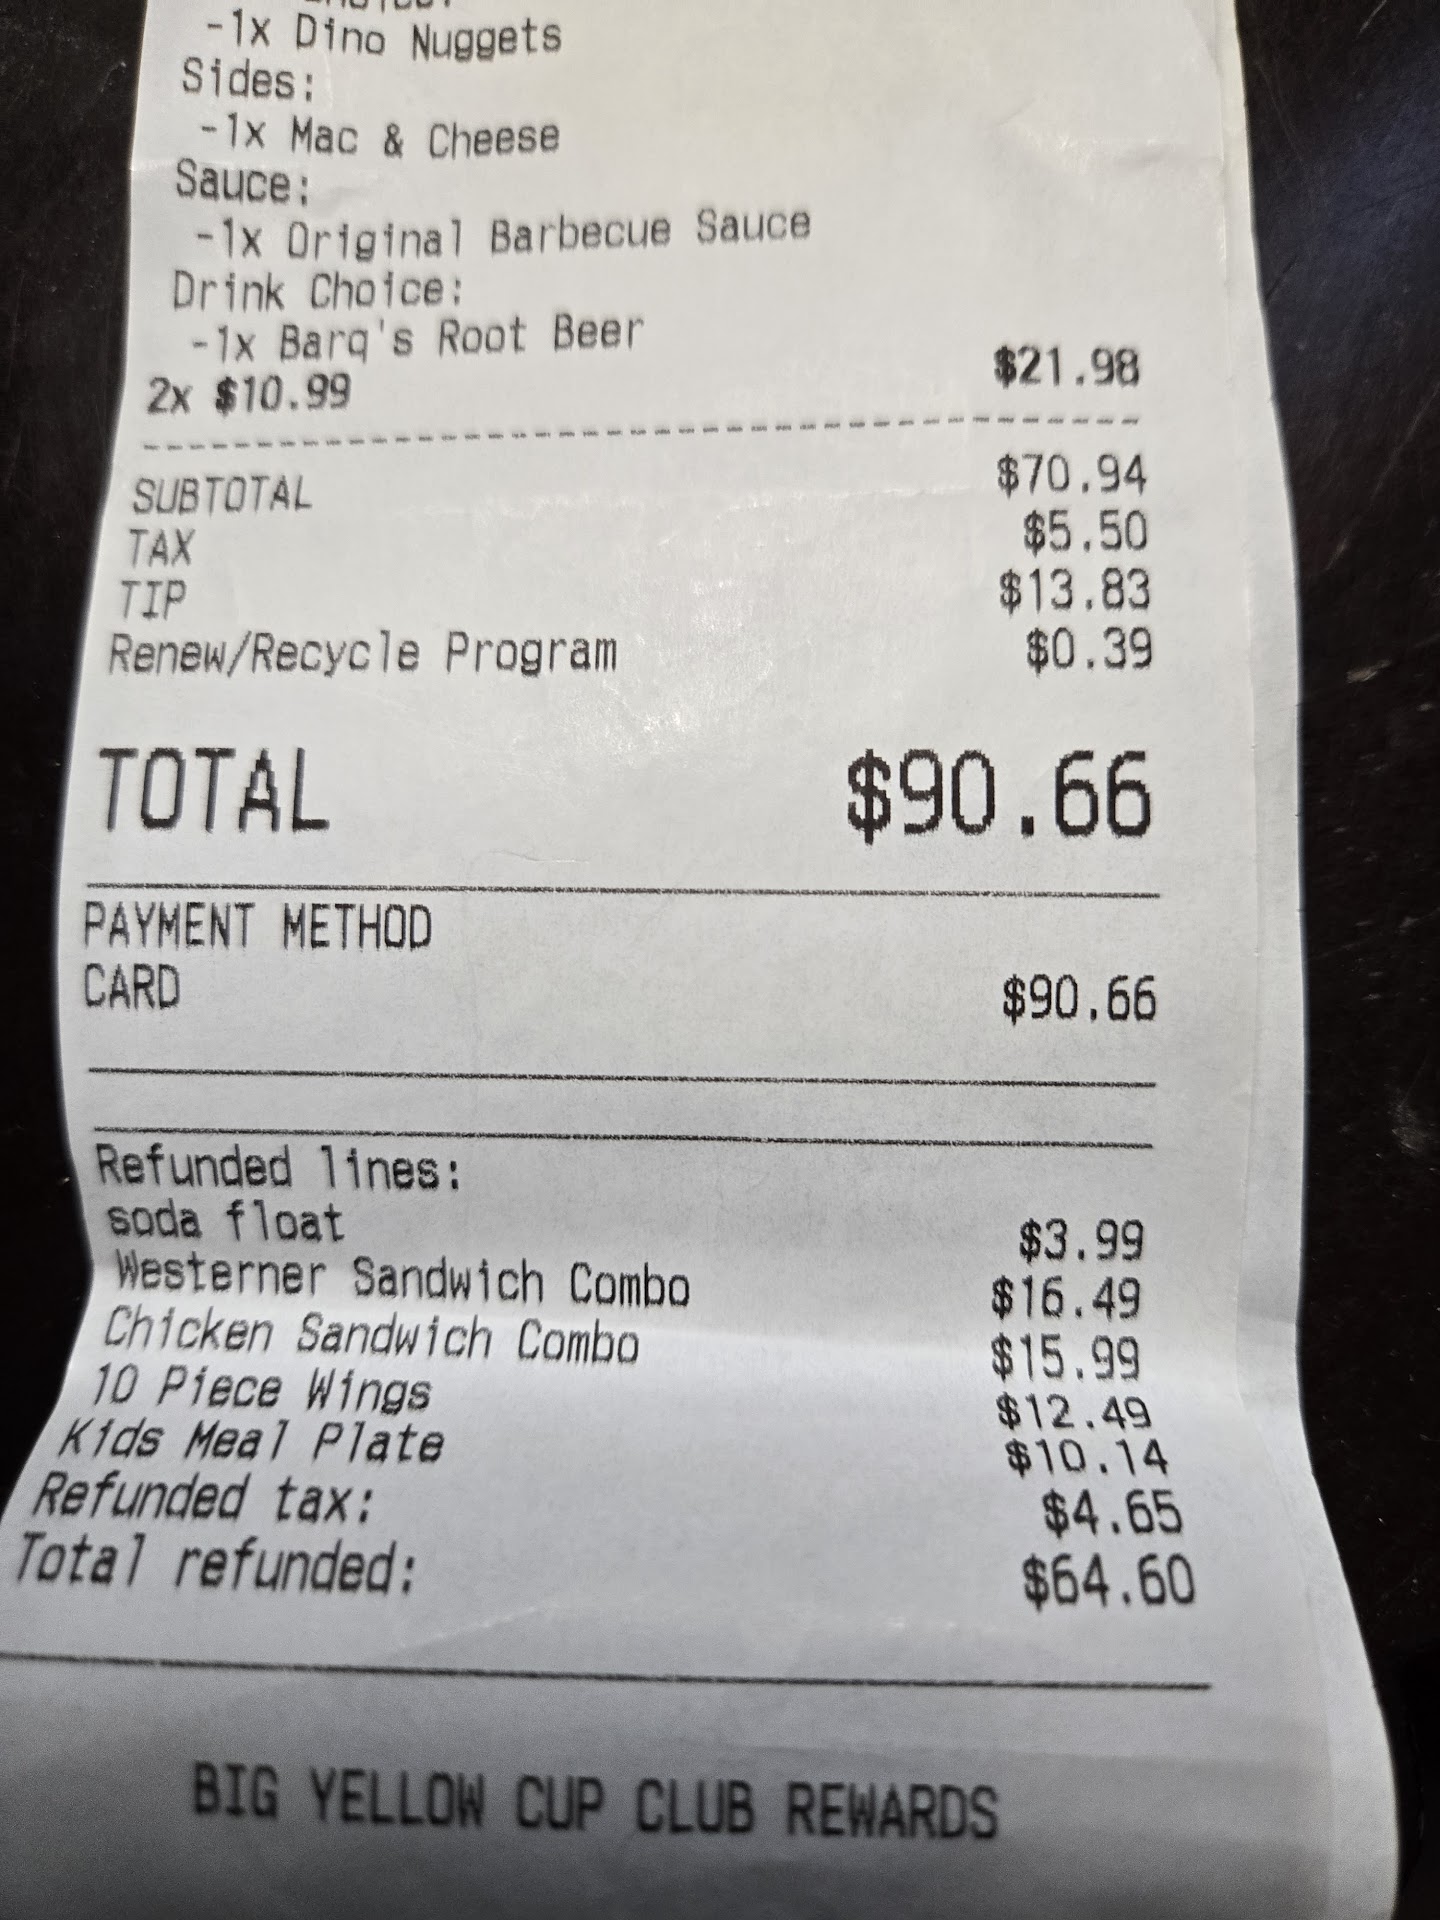 -1x Dino Nuggets
Sides:
-1x Mac & Cheese
Sauce:
-1x Original Barbecue Sauce
Drink Choice:
-1x Barq's Root Beer
2x $10.99 $21.98
SUBTOTAL $70.94
TAX $5.50
TIP $13.83
Renew/Recycle Program $0.39
TOTAL $90.66
PAYMENT METHOD
CARD $90.66
Refunded lines:
soda float $3.99
Westerner Sandwich Combo $16.49
Chicken Sandwich Combo $15.99
10 Piece Wings $12.49
Kids Meal Plate $10.14
Refunded tax: $4.65
Total refunded: $64.60
BIG YELLOW CUP CLUB REWARDS